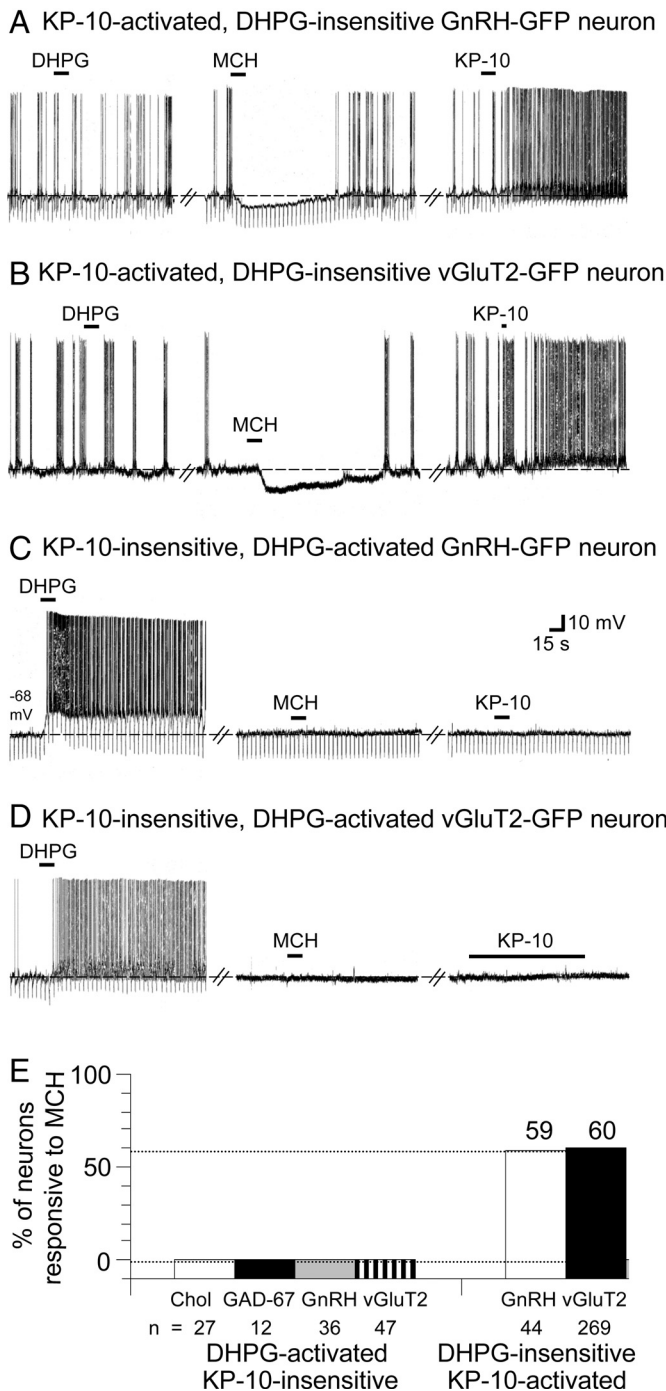 A KP-10-activated, DHPG-insensitive GnRH-GFP neuron
DHPG MCH KP-10
B KP-10-activated, DHPG-insensitive vGluT2-GFP neuron
DHPG KP-10
MCH
C KP-10-insensitive, DHPG-activated GnRH-GFP neuron
DHPG
10 mV
15 s
-68
mV
MCH KP-10
D KP-10-insensitive, DHPG-activated vGluT2-GFP neuron
DHPG
MCH KP-10
E
% of neurons
responsive to MCH
100
59 60
50
0
Chol GAD-67 GnRH vGluT2 GnRH vGluT2
n = 27 12 36 47 44 269
DHPG-activated DHPG-insensitive
KP-10-insensitive KP-10-activated